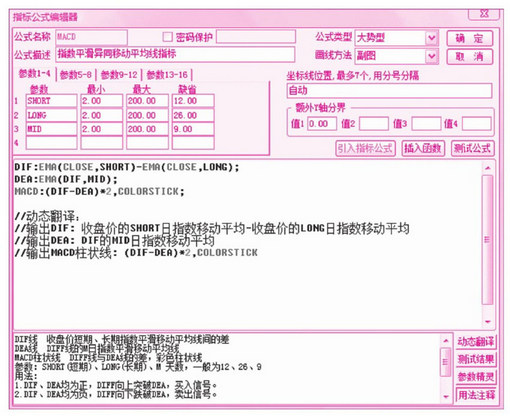 指标公式编辑器
公式名称 MACD 密码保护 公式类型 大势型 确 定
公式描述 指数平滑异同移动平均线指标 画线方法 副图 取 消
参数1-4 参数5-8 参数9-12 参数13-16 坐标线位置,最多7个,用分号分隔
参数 最小 最大 缺省 自动
1 SHORT 2.00 200.00 12.00 额外Y轴分界
2 LONG 2.00 200.00 26.00 值1 0.00 值2 值3 值4
3 MID 2.00 200.00 9.00
4 引入指标公式 插入函数 测试公式
DIF:EMA(CLOSE,SHORT)-EMA(CLOSE,LONG);
DEA:EMA(DIF,MID);
MACD:(DIF-DEA)*2,COLORSTICK;
//动态翻译:
//输出DIF: 收盘价的SHORT日指数移动平均-收盘价的LONG日指数移动平均
//输出DEA: DIF的MID日指数移动平均
//输出MACD柱状线: (DIF-DEA)*2,COLORSTICK
DIF线 收盘价短期、长期指数平滑移动平均线间的差
DEA线 DIFF线的M日指数平滑移动平均线
MACD柱状线 DIFF线与DEA线的差,彩色柱状线
参数: SHORT(短期)、LONG(长期)、M 天数,一般为12、26、9
用法:
1.DIF、DEA均为正,DIFF向上突破DEA,买入信号。
2.DIF、DEA均为负,DIFF向下跌破DEA,卖出信号。
动态翻译
测试结果
参数精灵
用法注释